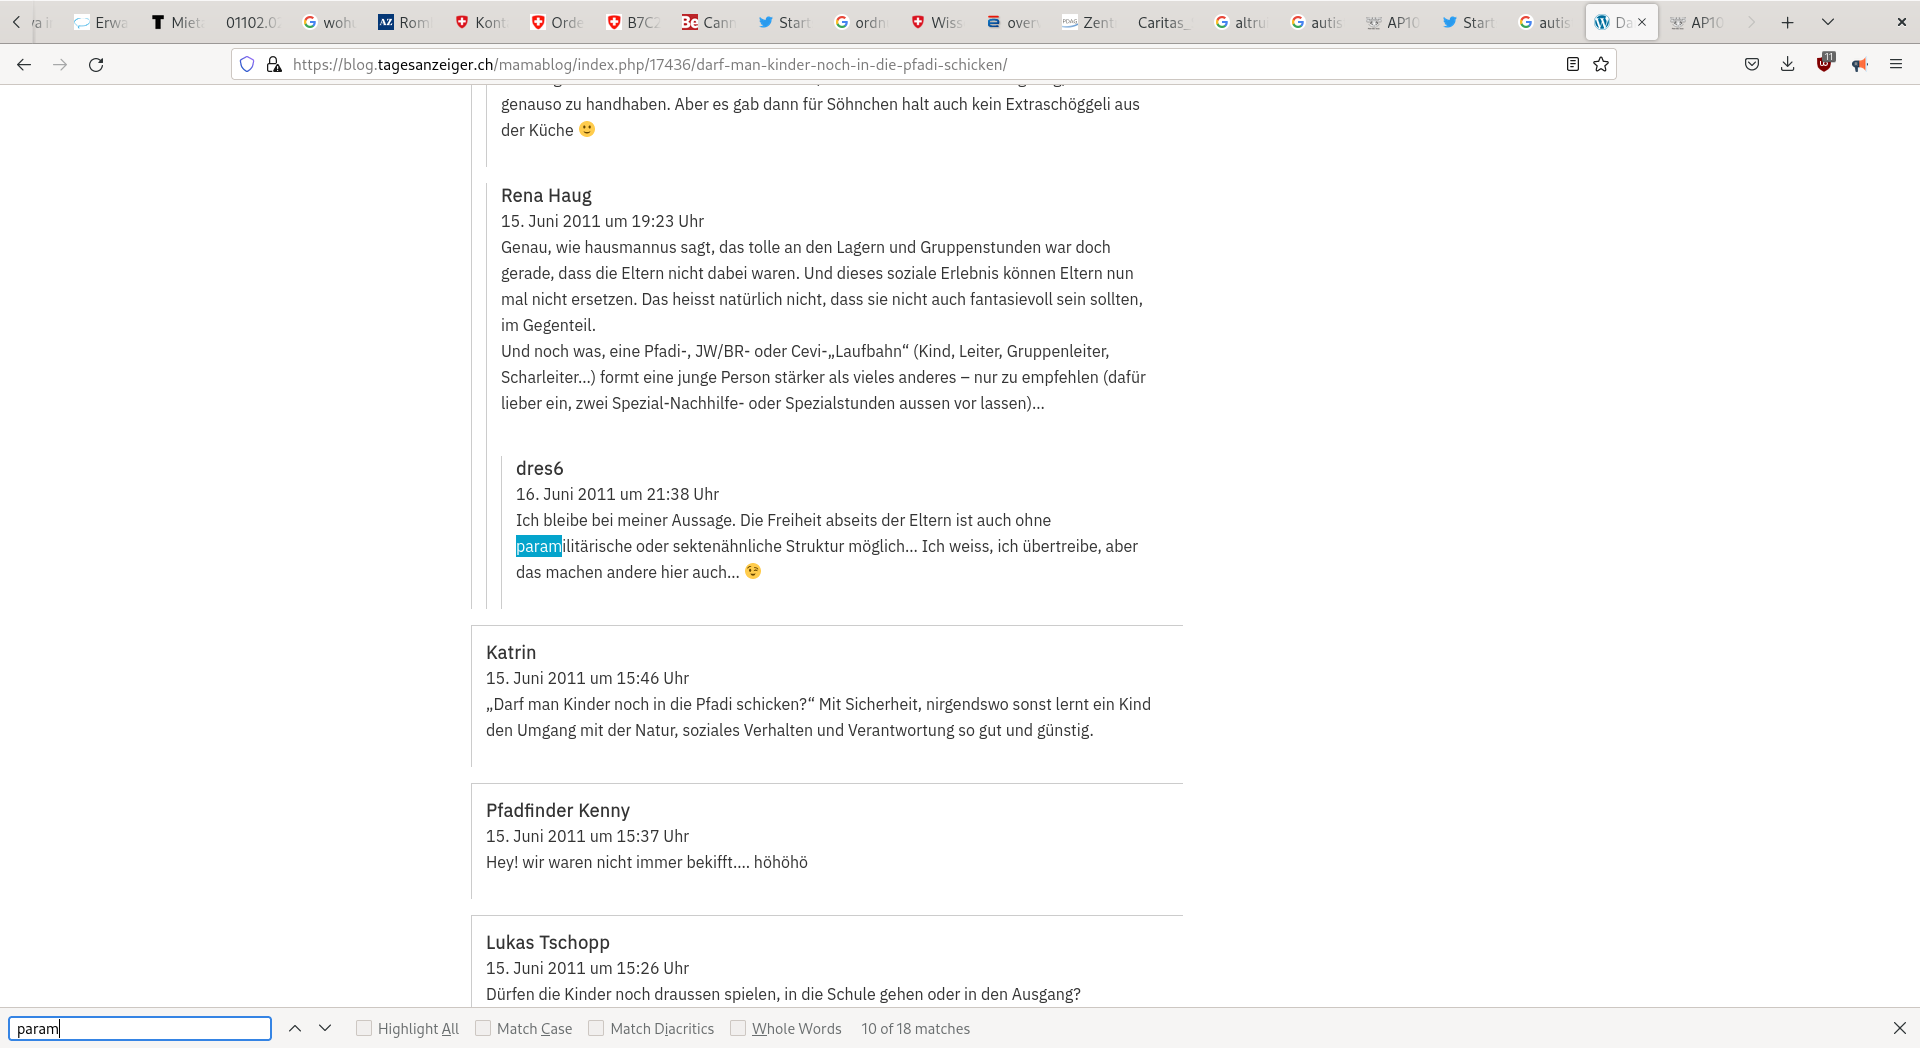 Erwa
Miet
01102.0
woh
AZ Rom
Kont
Orde
B7C2
Be Cann
Start
ordn
Wiss
over
PDAG Zent
Caritas_
altru
autis
AP10
Start
autis
Da
AP10
https://blog.tagesanzeiger.ch/mamablog/index.php/17436/darf-man-kinder-noch-in-die-pfadi-schicken/
11
genauso zu handhaben. Aber es gab dann für Söhnchen halt auch kein Extraschöggeli aus
der Küche 🙂
Rena Haug
15. Juni 2011 um 19:23 Uhr
Genau, wie hausmannus sagt, das tolle an den Lagern und Gruppenstunden war doch
gerade, dass die Eltern nicht dabei waren. Und dieses soziale Erlebnis können Eltern nun
mal nicht ersetzen. Das heisst natürlich nicht, dass sie nicht auch fantasievoll sein sollten,
im Gegenteil.
Und noch was, eine Pfadi-, JW/BR- oder Cevi-„Laufbahn“ (Kind, Leiter, Gruppenleiter,
Scharleiter…) formt eine junge Person stärker als vieles anderes – nur zu empfehlen (dafür
lieber ein, zwei Spezial-Nachhilfe- oder Spezialstunden aussen vor lassen)…
dres6
16. Juni 2011 um 21:38 Uhr
Ich bleibe bei meiner Aussage. Die Freiheit abseits der Eltern ist auch ohne
paramilitärische oder sektenähnliche Struktur möglich… Ich weiss, ich übertreibe, aber
das machen andere hier auch… 😉
Katrin
15. Juni 2011 um 15:46 Uhr
„Darf man Kinder noch in die Pfadi schicken?“ Mit Sicherheit, nirgendswo sonst lernt ein Kind
den Umgang mit der Natur, soziales Verhalten und Verantwortung so gut und günstig.
Pfadfinder Kenny
15. Juni 2011 um 15:37 Uhr
Hey! wir waren nicht immer bekifft…. höhöhö
Lukas Tschopp
15. Juni 2011 um 15:26 Uhr
Dürfen die Kinder noch draussen spielen, in die Schule gehen oder in den Ausgang?
param
Highlight All
Match Case
Match Diacritics
Whole Words
10 of 18 matches